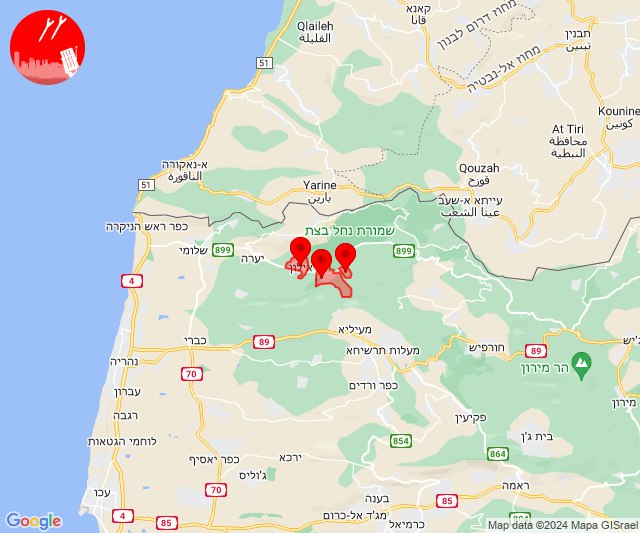 מחוז דרום לבנון
קאנא
قانا
Qlaileh
القليلة
תבנין
تبنين
מחוז אל-נבטיה
51
Kounine
كونين
At Tiri
محافظة
النبطية
א-נאקורה
الناقورة
Qouzah
قوزح
51
Yarine
يارين
עייתא א-שעב
عيتا الشعب
כפר ראש הניקרה
שמורת נחל בצת
899
899
שלומי
יערה
4
89
כברי
מעיליא
מעלות תרשיחא
חורפיש
89
נהריה
70
הר מירון
עברון
כפר ורדים
מירון
רגבה
פקיעין
לוחמי הגטאות
854
בית ג'ן
864
ירכא
כפר יאסיף
ג'וליס
ראמה
עכו
70
בענה
85
4
85
מג'ד אל-כרום
כרמיאל
Google
Map data ©2024 Mapa GISrael